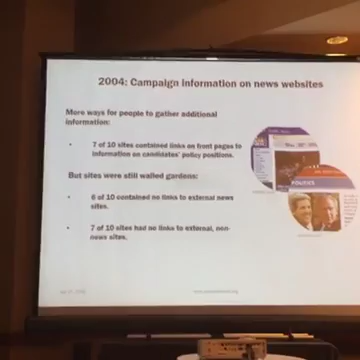 2004: Campaign information on news websites
More ways for people to gather additional
information:
• 7 of 10 sites contained links on front pages to
information on candidates' policy positions.
But sites were still walled gardens:
• 6 of 10 contained no links to external news
sites.
• 7 of 10 sites had no links to external, non-
news sites.
POLITICS